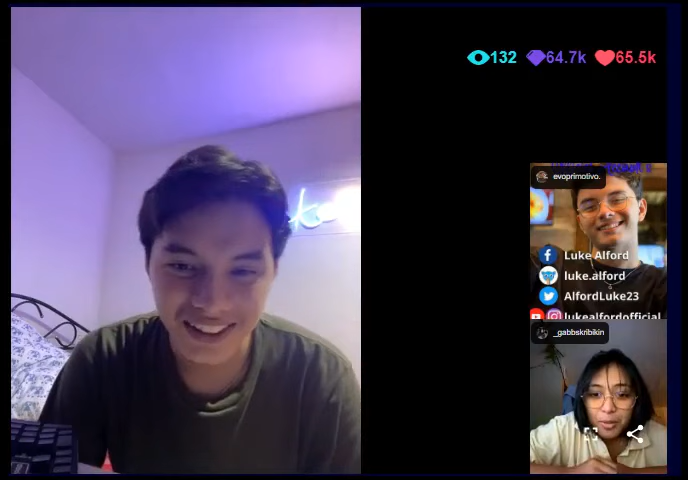 132 64.7k 65.5k
evoprimotivo.
Luke Alford
luke.alford
AlfordLuke23
lukealfordofficial
_gabbskribikin